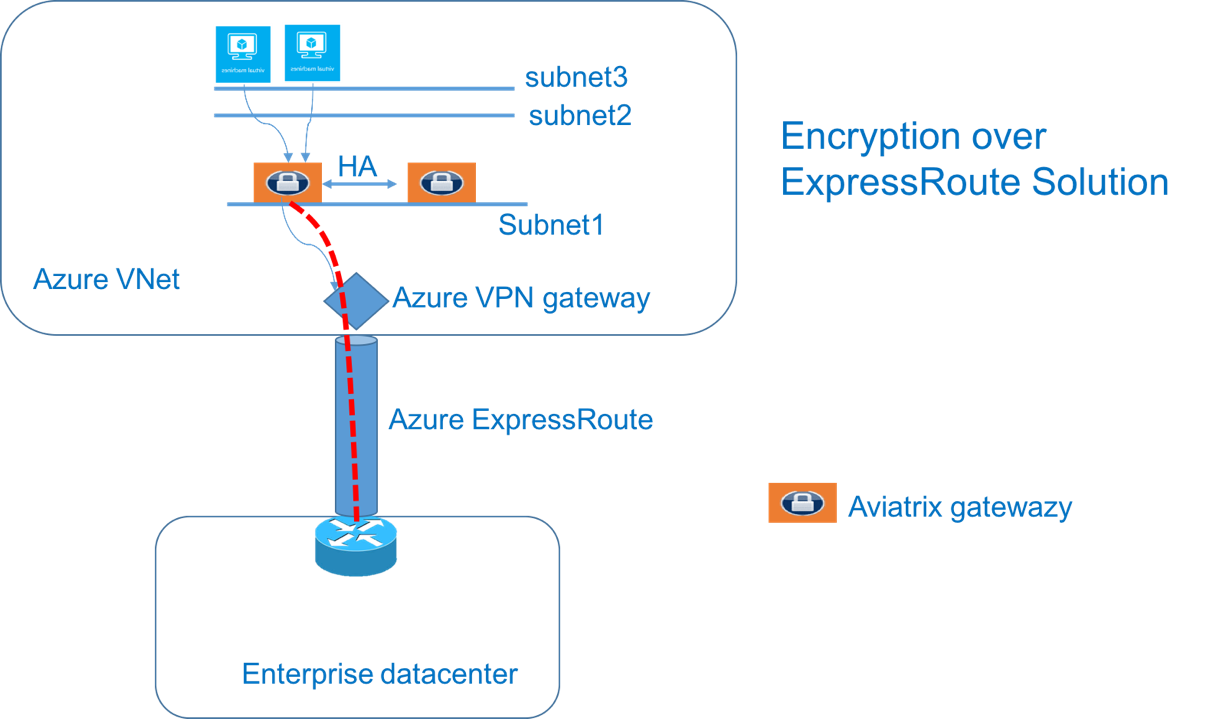 subnet3
subnet2
Encryption over
ExpressRoute Solution
HA
Subnet1
Azure VNet
Azure VPN gateway
Azure ExpressRoute
Aviatrix gatewazy
Enterprise datacenter